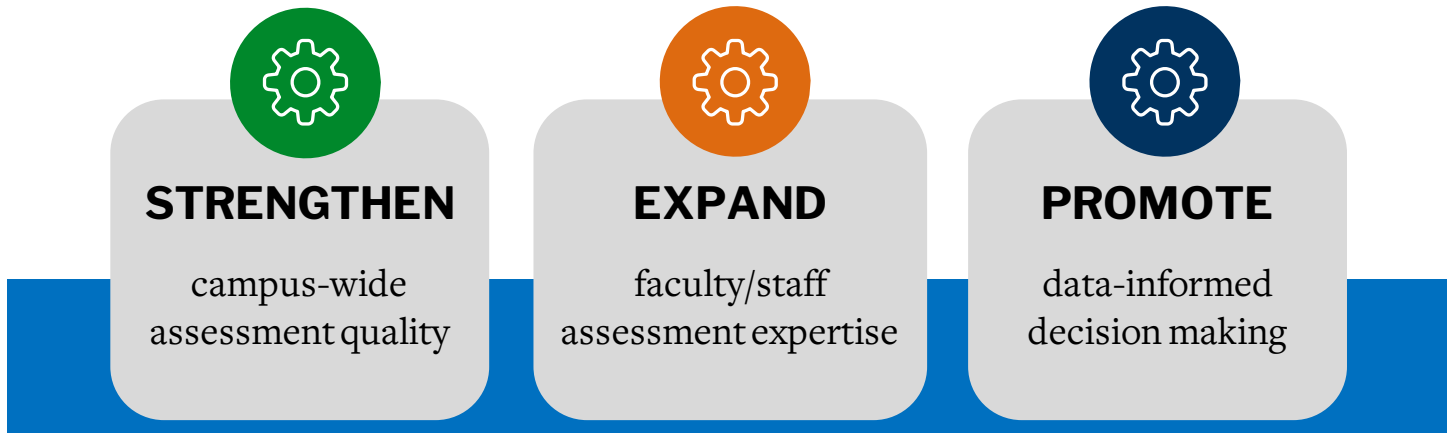 STRENGTHEN
campus-wide
assessment quality
EXPAND
faculty/staff
assessment expertise
PROMOTE
data-informed
decision making